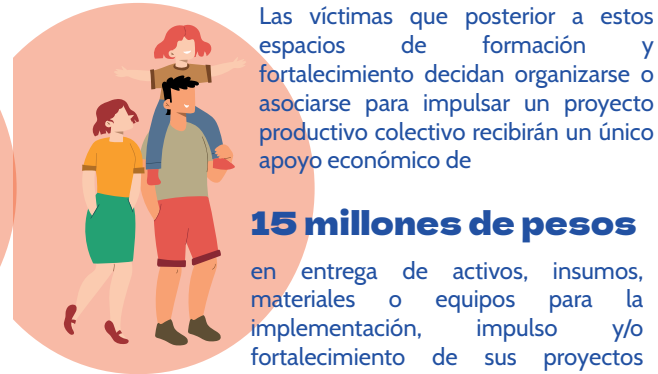 Las víctimas que posterior a estos
espacios de formación y
fortalecimiento decidan organizarse o
asociarse para impulsar un proyecto
productivo colectivo recibirán un único
apoyo económico de
15 millones de pesos
en entrega de activos, insumos,
materiales o equipos para la
implementación, impulso y/o
fortalecimiento de sus proyectos